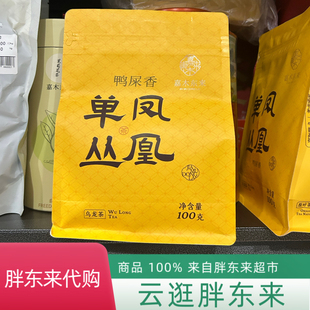 鸭屎香
凤凰
单丛
乌龙茶
Wu Long
Tea
净含量
100克
嘉木
胖东来代购
商品 100% 来自胖东来超市
云逛胖东来